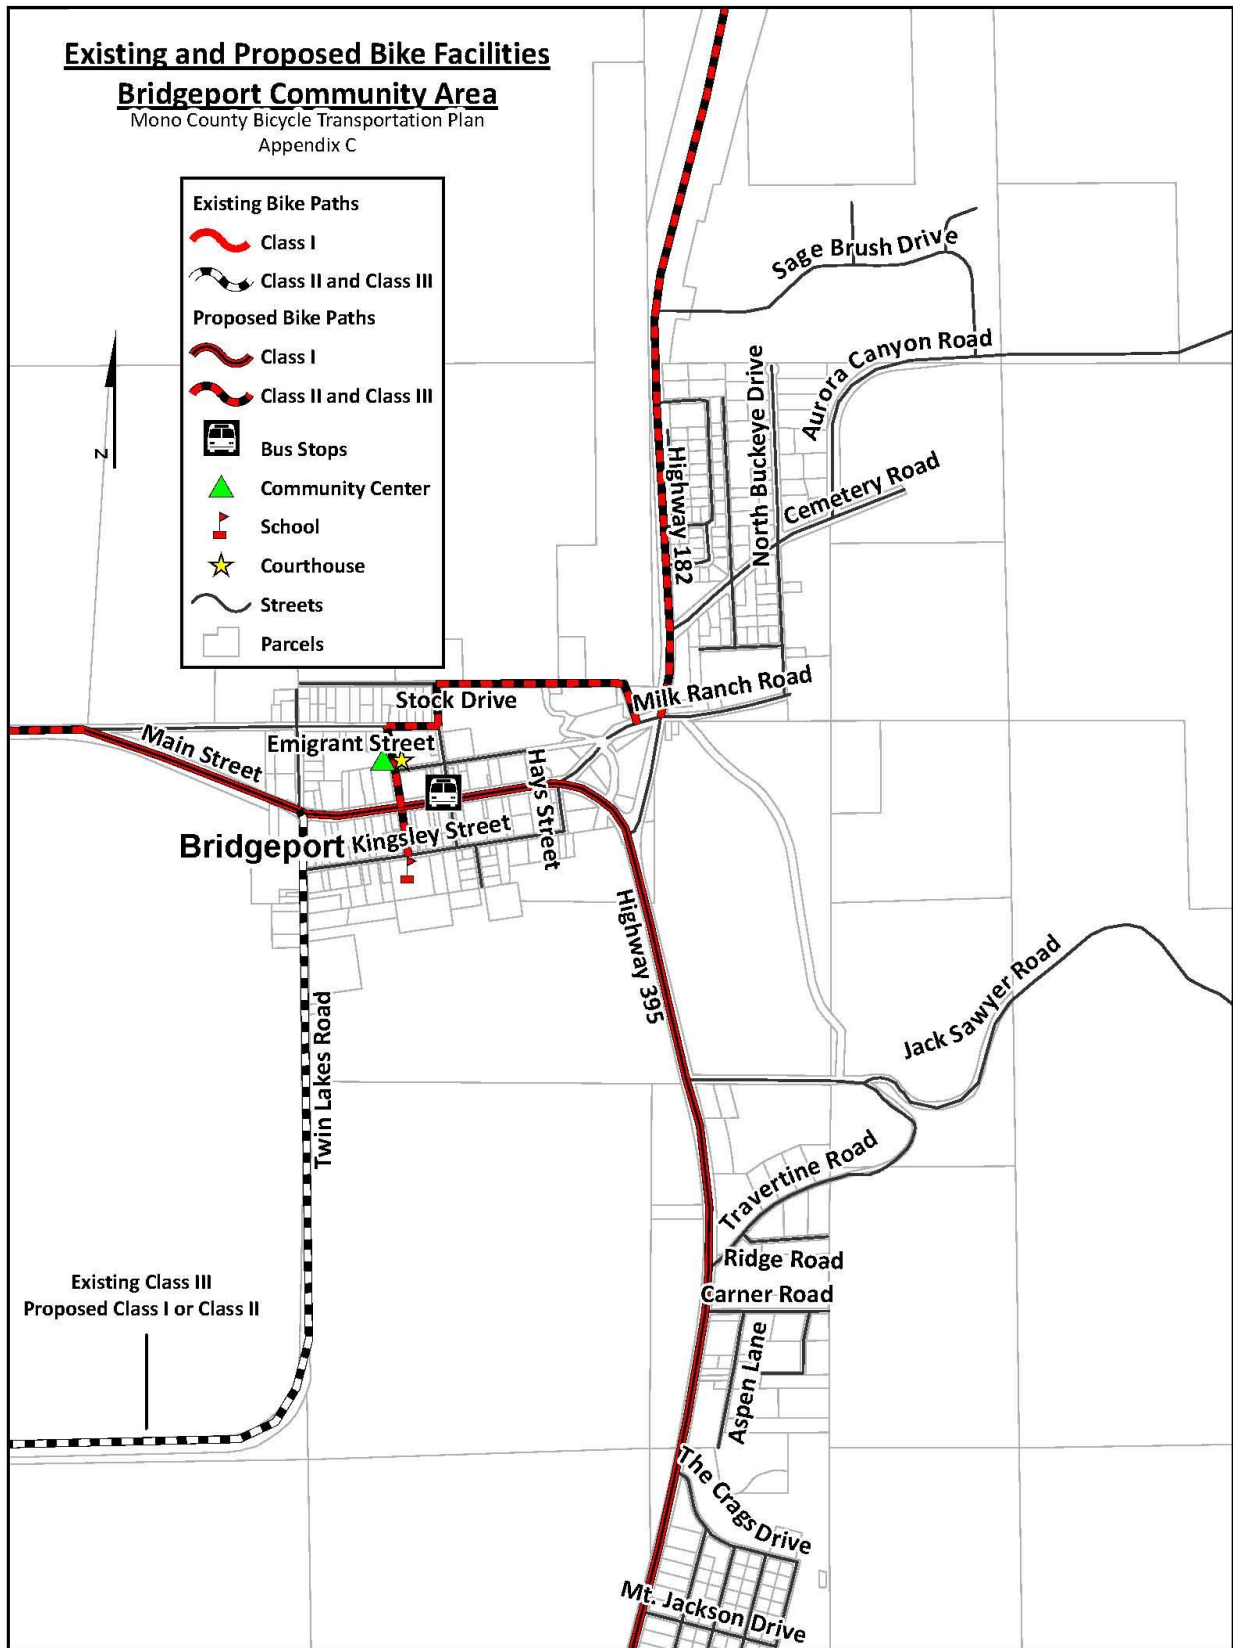 Existing and Proposed Bike Facilities
Bridgeport Community Area
Mono County Bicycle Transportation Plan
Appendix C
Existing Bike Paths
Class I
Class II and Class III
Proposed Bike Paths
Class I
Class II and Class III
Bus Stops
Community Center
School
Courthouse
Streets
Parcels
N
Sage Brush Drive
Aurora Canyon Road
North Buckeye Drive
Cemetery Road
Highway 182
Milk Ranch Road
Stock Drive
Main Street
Emigrant Street
Hays Street
Bridgeport
Kingsley Street
Highway 395
Twin Lakes Road
Jack Sawyer Road
Travertine Road
Ridge Road
Carner Road
Aspen Lane
Existing Class III
Proposed Class I or Class II
The Crags Drive
Mt. Jackson Drive